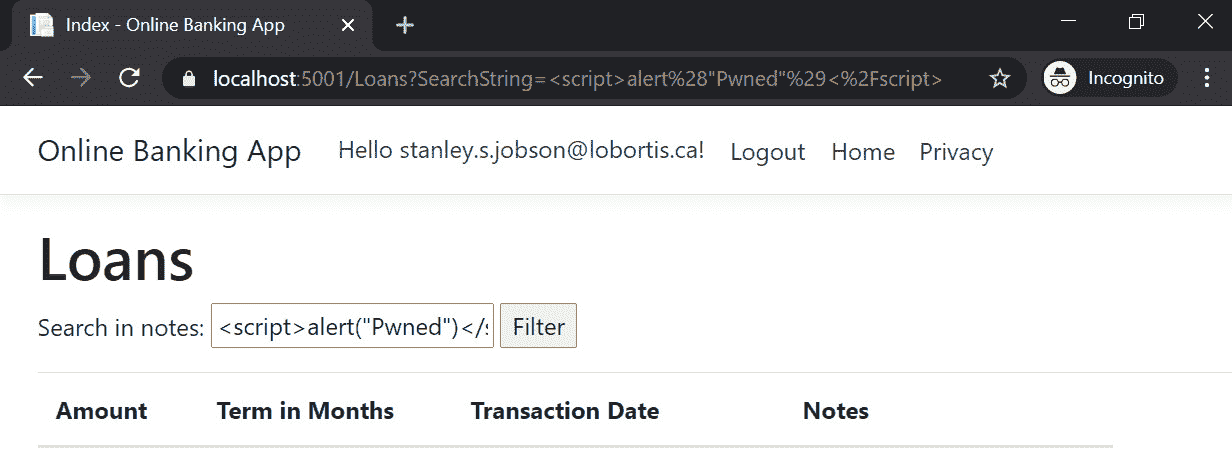 Index - Online Banking App
localhost:5001/Loans?SearchString=<script>alert%28"Pwned"%29<%2Fscript>
Incognito
Online Banking App Hello stanley.s.jobson@lobortis.ca! Logout Home Privacy
Loans
Search in notes: <script>alert("Pwned")</s Filter
Amount Term in Months Transaction Date Notes